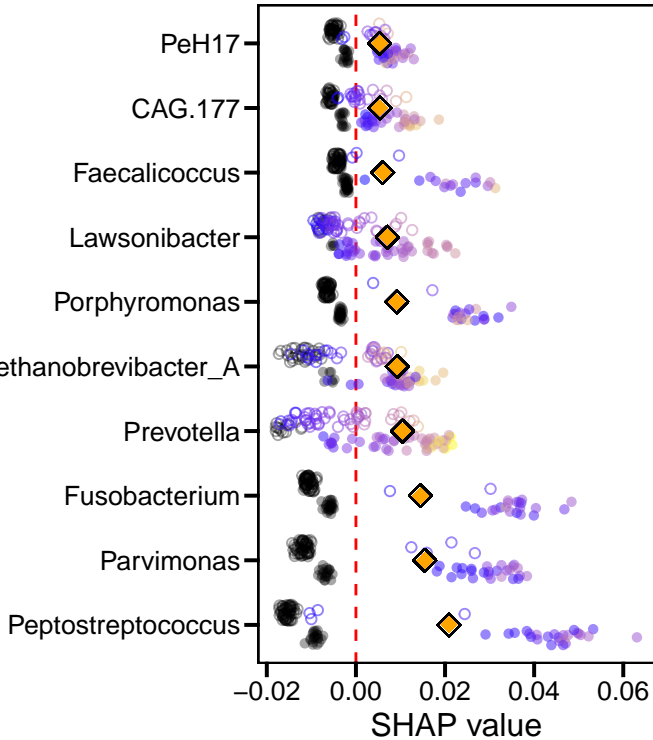 PeH17
CAG.177
Faecalicoccus
Lawsonibacter
Porphyromonas
ethanobrevibacter_A
Prevotella
Fusobacterium
Parvimonas
Peptostreptococcus
−0.02 0.00 0.02 0.04 0.06
SHAP value